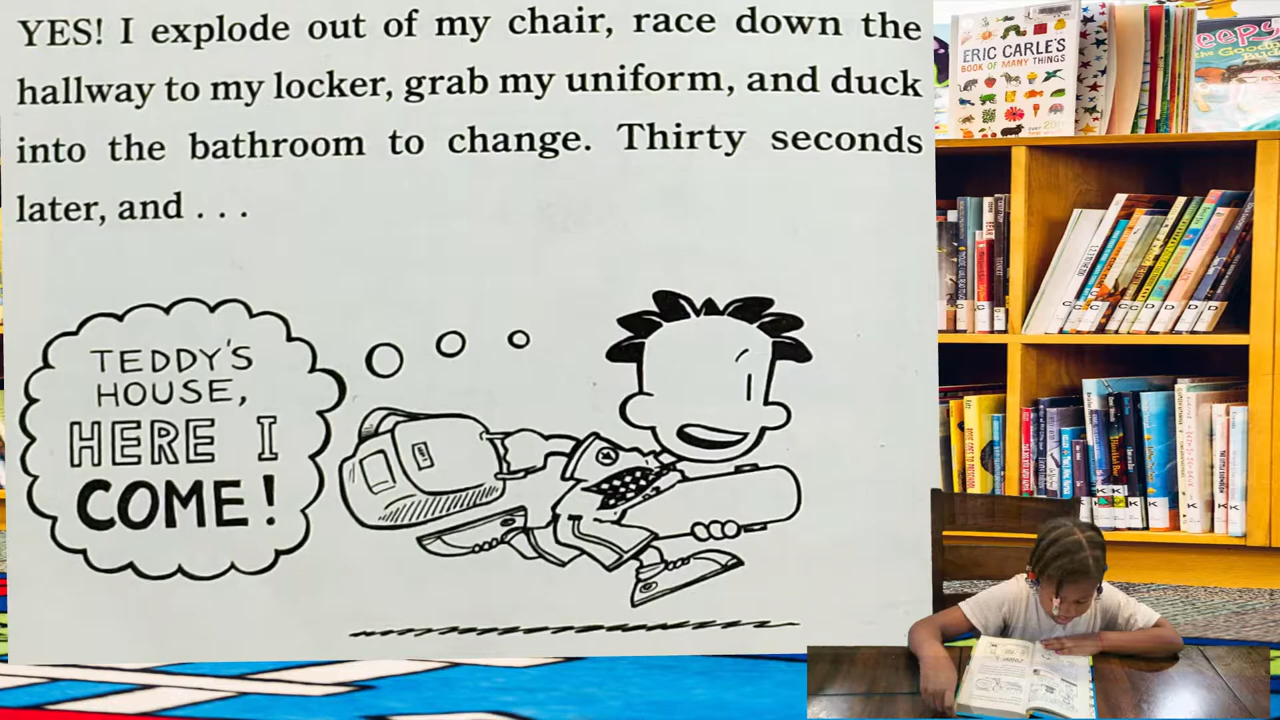 YES! I explode out of my chair, race down the
hallway to my locker, grab my uniform, and duck
into the bathroom to change. Thirty seconds
later, and . . .
TEDDY'S
HOUSE,
HERE I
COME!
ERIC CARLE'S
BOOK OF MANY THINGS